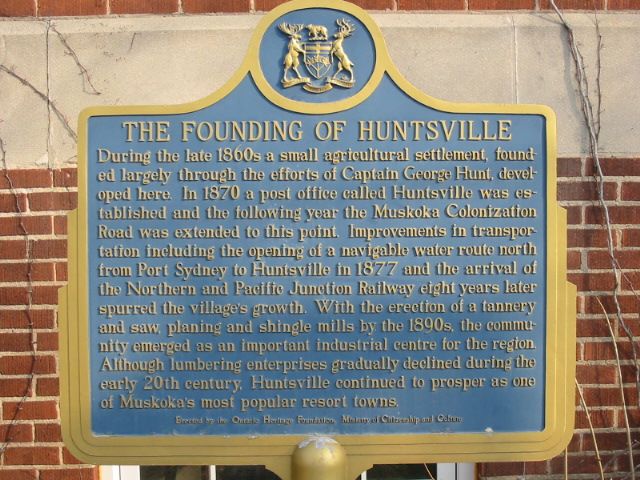 THE FOUNDING OF HUNTSVILLE
During the late 1860s a small agricultural settlement, found-
ed largely through the efforts of Captain George Hunt, devel-
oped here. In 1870 a post office called Huntsville was es-
tablished and the following year the Muskoka Colonization
Road was extended to this point. Improvements in transpor-
tation including the opening of a navigable water route north
from Port Sydney to Huntsville in 1877 and the arrival of
the Northern and Pacific Junction Railway eight years later
spurred the village's growth. With the erection of a tannery
and saw, planing and shingle mills by the 1890s, the commu-
nity emerged as an important industrial centre for the region.
Although lumbering enterprises gradually declined during the
early 20th century, Huntsville continued to prosper as one
of Muskoka's most popular resort towns.
Erected by the Ontario Heritage Foundation, Ministry of Citizenship and Culture